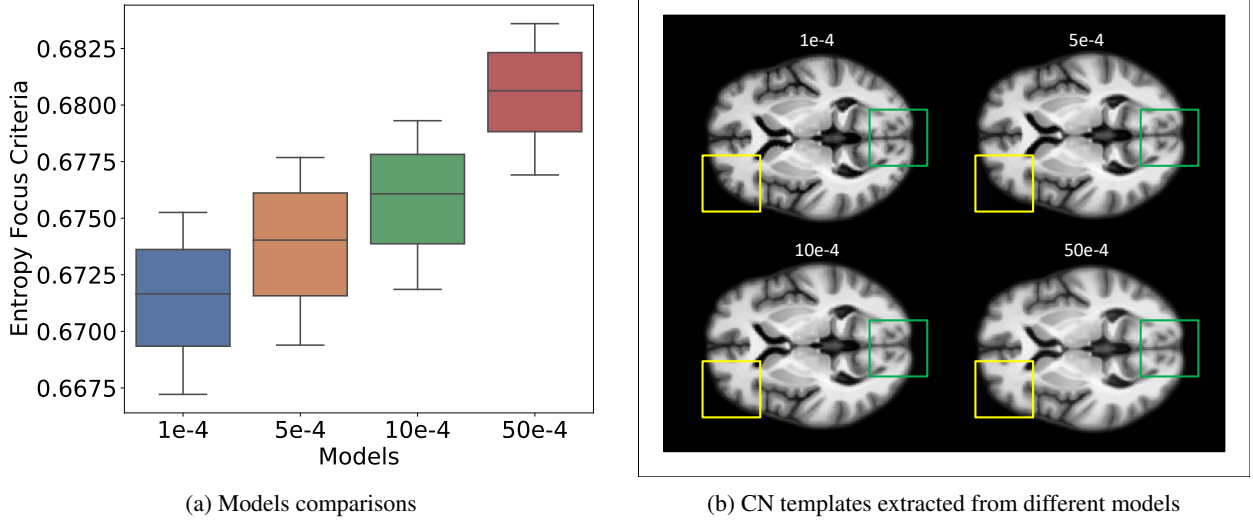 Entropy Focus Criteria
0.6825
0.6800
0.6775
0.6750
0.6725
0.6700
0.6675
1e-4 5e-4 10e-4 50e-4
Models
1e-4 5e-4
10e-4 50e-4
(a) Models comparisons
(b) CN templates extracted from different models